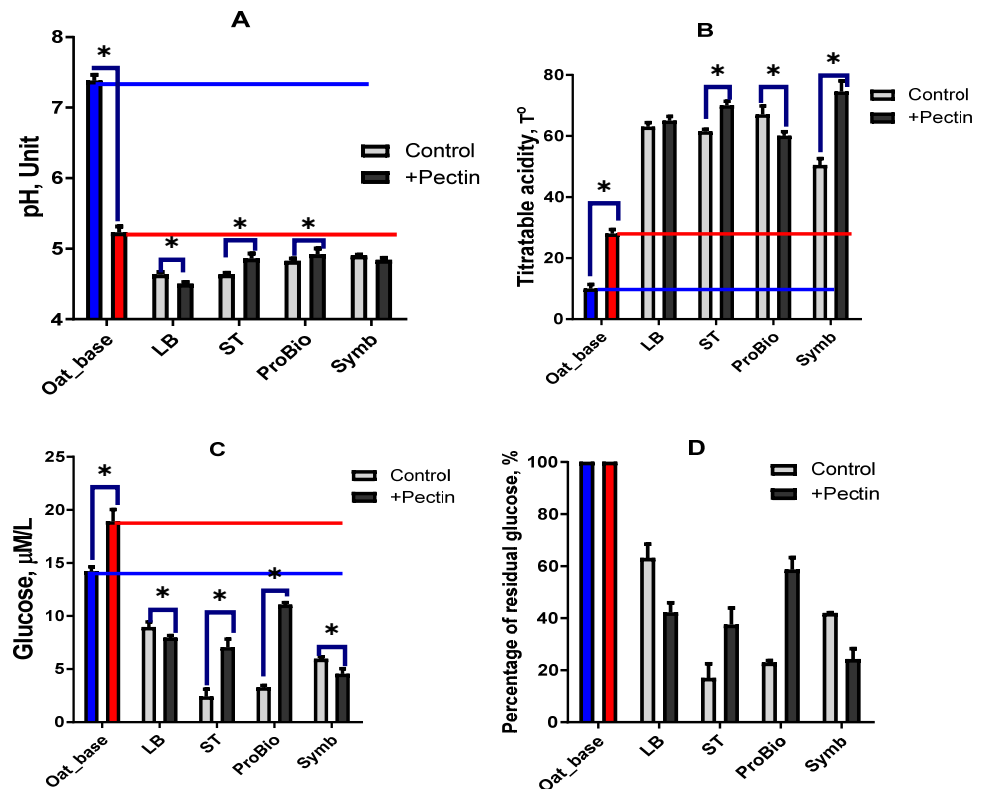 A
pH, Unit
8
7
6
5
4
*
*
*
*
Control
+Pectin
Oat_base
LB
ST
ProBio
Symb
B
Titratable acidity, T°
80
60
40
20
0
*
*
*
*
Control
+Pectin
Oat_base
LB
ST
ProBio
Symb
C
Glucose, µM/L
25
20
15
10
5
0
*
*
*
*
*
Control
+Pectin
Oat_base
LB
ST
ProBio
Symb
D
Percentage of residual glucose, %
100
80
60
40
20
0
Control
+Pectin
Oat_base
LB
ST
ProBio
Symb